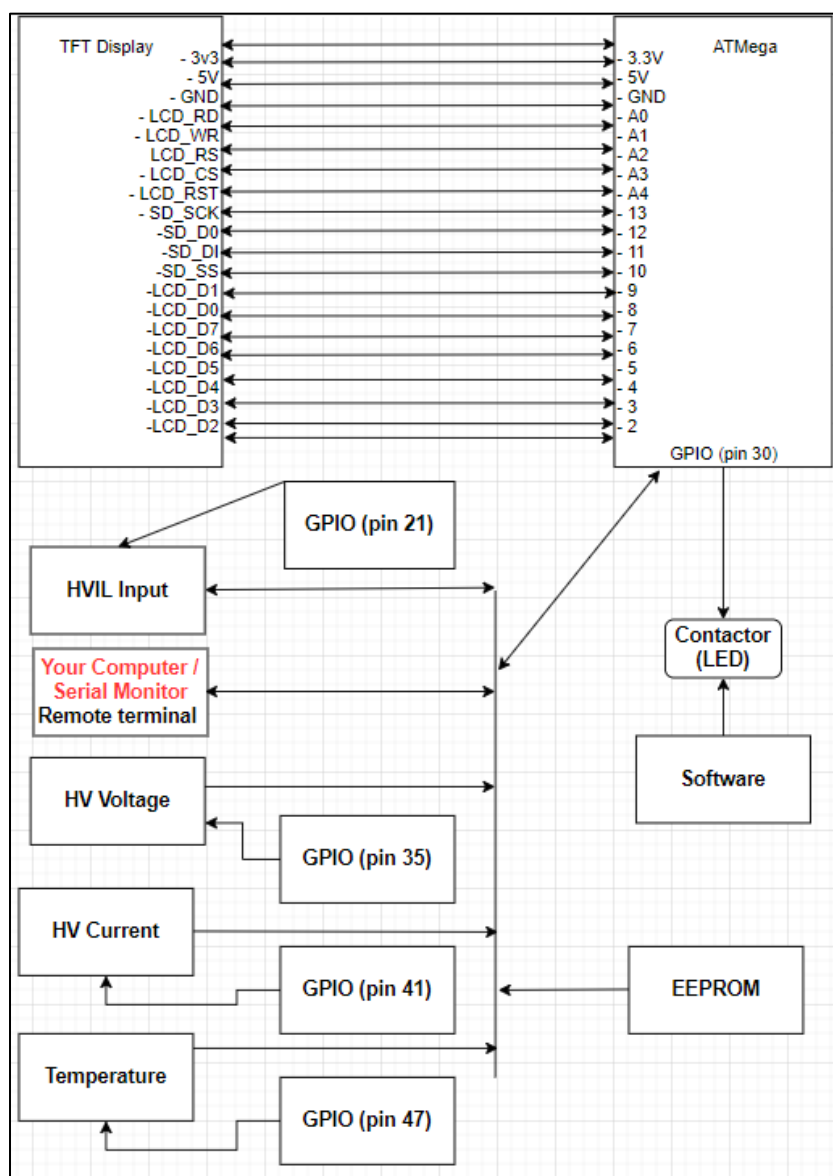 TFT Display
- 3v3
- 5V
- GND
- LCD_RD
- LCD_WR
LCD_RS
- LCD_CS
- LCD_RST
- SD_SCK
-SD_D0
-SD_DI
-SD_SS
-LCD_D1
-LCD_D0
-LCD_D7
-LCD_D6
-LCD_D5
-LCD_D4
-LCD_D3
-LCD_D2
ATMega
- 3.3V
- 5V
- GND
- A0
- A1
- A2
- A3
- A4
- 13
- 12
- 11
- 10
- 9
- 8
- 7
- 6
- 5
- 4
- 3
- 2
GPIO (pin 30)
GPIO (pin 21)
HVIL Input
Your Computer /
Serial Monitor
Remote terminal
Contactor
(LED)
HV Voltage
Software
GPIO (pin 35)
HV Current
GPIO (pin 41)
EEPROM
Temperature
GPIO (pin 47)